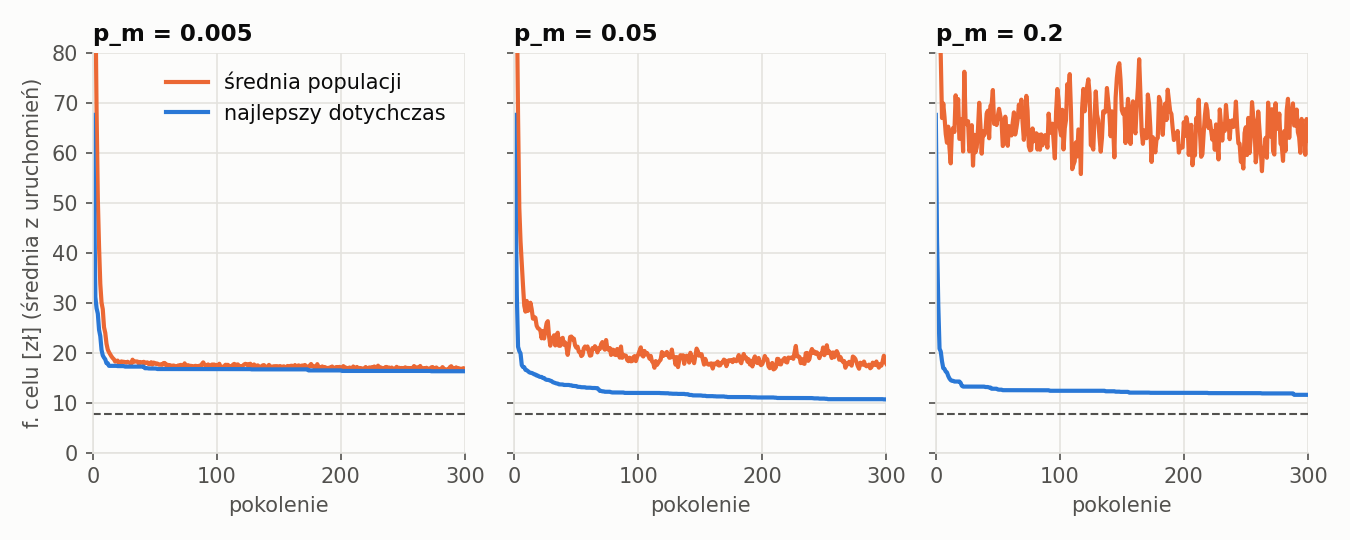 p_m = 0.005
p_m = 0.05
p_m = 0.2
f. celu [zł] (średnia z uruchomień)
80
70
60
50
40
30
20
10
0
średnia populacji
najlepszy dotychczas
0 100 200 300
0 100 200 300
0 100 200 300
pokolenie
pokolenie
pokolenie